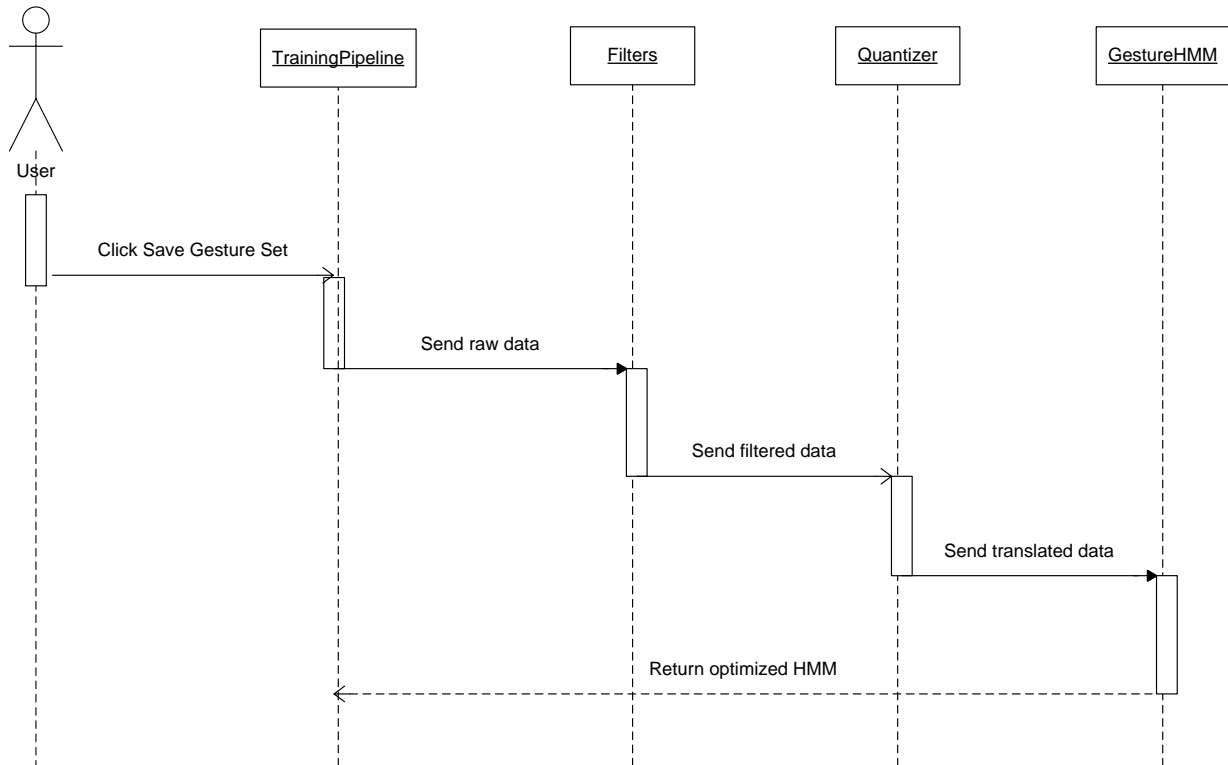 TrainingPipeline
Filters
Quantizer
GestureHMM
User
Click Save Gesture Set
Send raw data
Send filtered data
Send translated data
Return optimized HMM